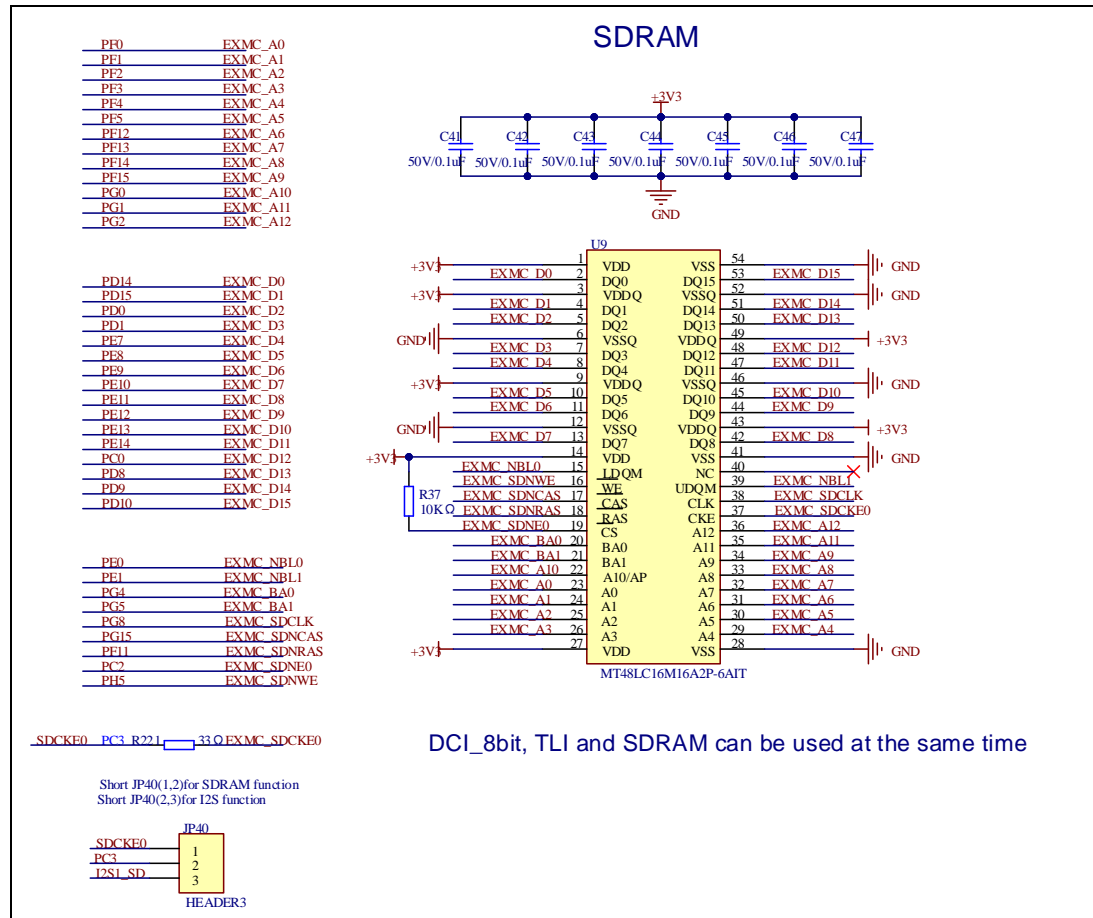 SDRAM
PF0 EXMC_A0
PF1 EXMC_A1
PF2 EXMC_A2
PF3 EXMC_A3
PF4 EXMC_A4
PF5 EXMC_A5
PF12 EXMC_A6
PF13 EXMC_A7
PF14 EXMC_A8
PF15 EXMC_A9
PG0 EXMC_A10
PG1 EXMC_A11
PG2 EXMC_A12
+3V3
C41 C42 C43 C44 C45 C46 C47
50V/0.1uF 50V/0.1uF 50V/0.1uF 50V/0.1uF 50V/0.1uF 50V/0.1uF 50V/0.1uF
GND
PD14 EXMC_D0
PD15 EXMC_D1
PD0 EXMC_D2
PD1 EXMC_D3
PE7 EXMC_D4
PE8 EXMC_D5
PE9 EXMC_D6
PE10 EXMC_D7
PE11 EXMC_D8
PE12 EXMC_D9
PE13 EXMC_D10
PE14 EXMC_D11
PC0 EXMC_D12
PD8 EXMC_D13
PD9 EXMC_D14
PD10 EXMC_D15
PE0 EXMC_NBL0
PE1 EXMC_NBL1
PG4 EXMC_BA0
PG5 EXMC_BA1
PG8 EXMC_SDCLK
PG15 EXMC_SDNCAS
PF11 EXMC_SDNRAS
PC2 EXMC_SDNE0
PH5 EXMC_SDNWE
U9
+3V3 1 VDD VSS 54 GND
EXMC_D0 2 DQ0 DQ15 53 EXMC_D15
+3V3 3 VDDQ VSSQ 52 GND
EXMC_D1 4 DQ1 DQ14 51 EXMC_D14
EXMC_D2 5 DQ2 DQ13 50 EXMC_D13
GND 6 VSSQ VDDQ 49 +3V3
EXMC_D3 7 DQ3 DQ12 48 EXMC_D12
EXMC_D4 8 DQ4 DQ11 47 EXMC_D11
+3V3 9 VDDQ VSSQ 46 GND
EXMC_D5 10 DQ5 DQ10 45 EXMC_D10
EXMC_D6 11 DQ6 DQ9 44 EXMC_D9
GND 12 VSSQ VDDQ 43 +3V3
EXMC_D7 13 DQ7 DQ8 42 EXMC_D8
+3V3 14 VDD VSS 41 GND
EXMC_NBL0 15 LDQM NC 40
EXMC_SDNWE 16 WE UDQM 39 EXMC_NBL1
EXMC_SDNCAS 17 CAS CLK 38 EXMC_SDCLK
EXMC_SDNRAS 18 RAS CKE 37 EXMC_SDCKE0
EXMC_SDNE0 19 CS A12 36 EXMC_A12
EXMC_BA0 20 BA0 A11 35 EXMC_A11
EXMC_BA1 21 BA1 A9 34 EXMC_A9
EXMC_A10 22 A10/AP A8 33 EXMC_A8
EXMC_A0 23 A0 A7 32 EXMC_A7
EXMC_A1 24 A1 A6 31 EXMC_A6
EXMC_A2 25 A2 A5 30 EXMC_A5
EXMC_A3 26 A3 A4 29 EXMC_A4
+3V3 27 VDD VSS 28 GND
R37
10KΩ
MT48LC16M16A2P-6AIT
SDCKE0 PC3 R221 33Ω EXMC_SDCKE0
DCI_8bit, TLI and SDRAM can be used at the same time
Short JP40(1,2)for SDRAM function
Short JP40(2,3)for I2S function
JP40
SDCKE0 1
PC3 2
I2S1_SD 3
HEADER3